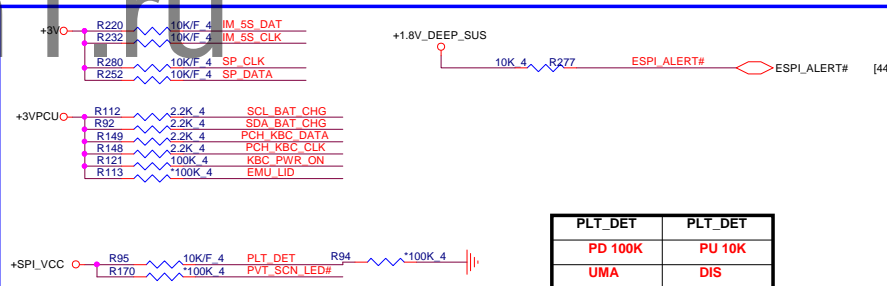 1.ru
+3V
R220 10K/F_4 IM_5S_DAT
R232 10K/F_4 IM_5S_CLK
R280 10K/F_4 SP_CLK
R252 10K/F_4 SP_DATA
+1.8V_DEEP_SUS
10K_4 R277 ESPI_ALERT# ESPI_ALERT# [44
+3VPCU
R112 2.2K_4 SCL_BAT_CHG
R92 2.2K_4 SDA_BAT_CHG
R149 2.2K_4 PCH_KBC_DATA
R148 2.2K_4 PCH_KBC_CLK
R121 100K_4 KBC_PWR_ON
R113 *100K_4 EMU_LID
+SPI_VCC
R95 10K/F_4 PLT_DET R94 *100K_4
R170 *100K_4 PVT_SCN_LED#
PLT_DET PLT_DET
PD 100K PU 10K
UMA DIS